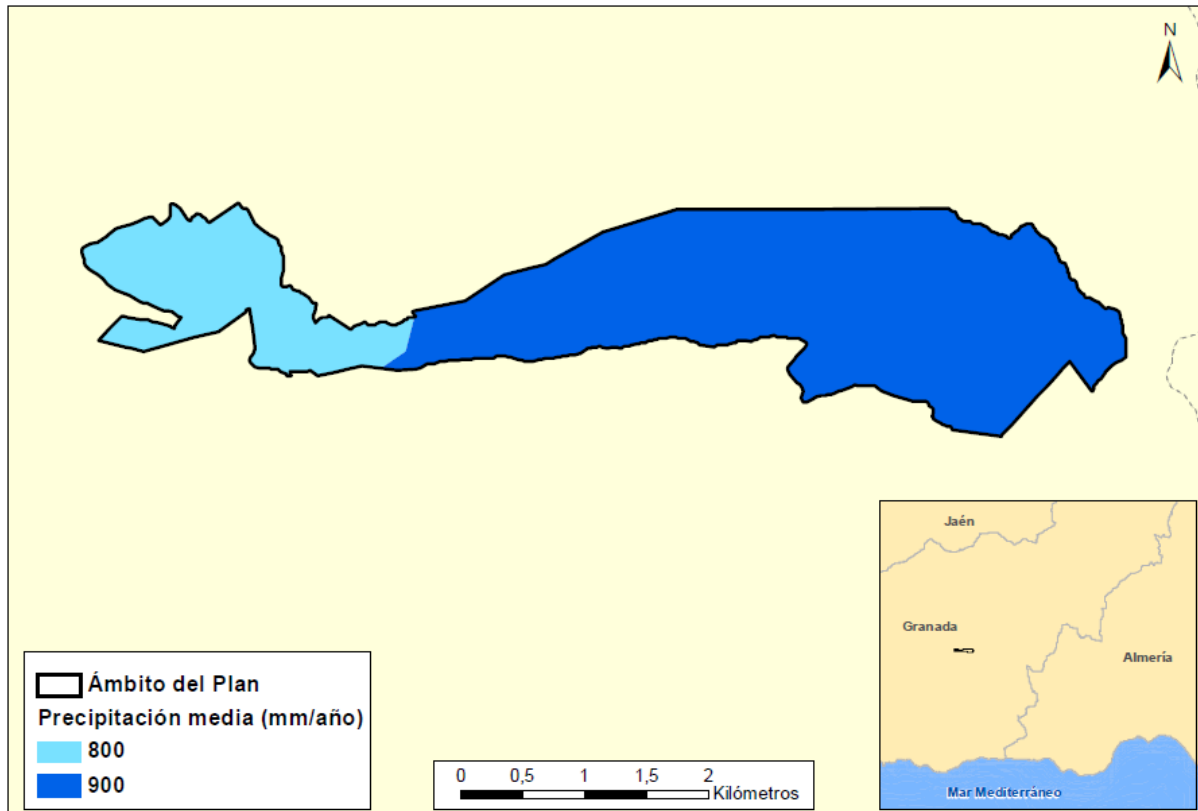 N
Jaén
Granada
Almería
Mar Mediterráneo
Ámbito del Plan
Precipitación media (mm/año)
800
900
0 0,5 1 1,5 2
Kilómetros